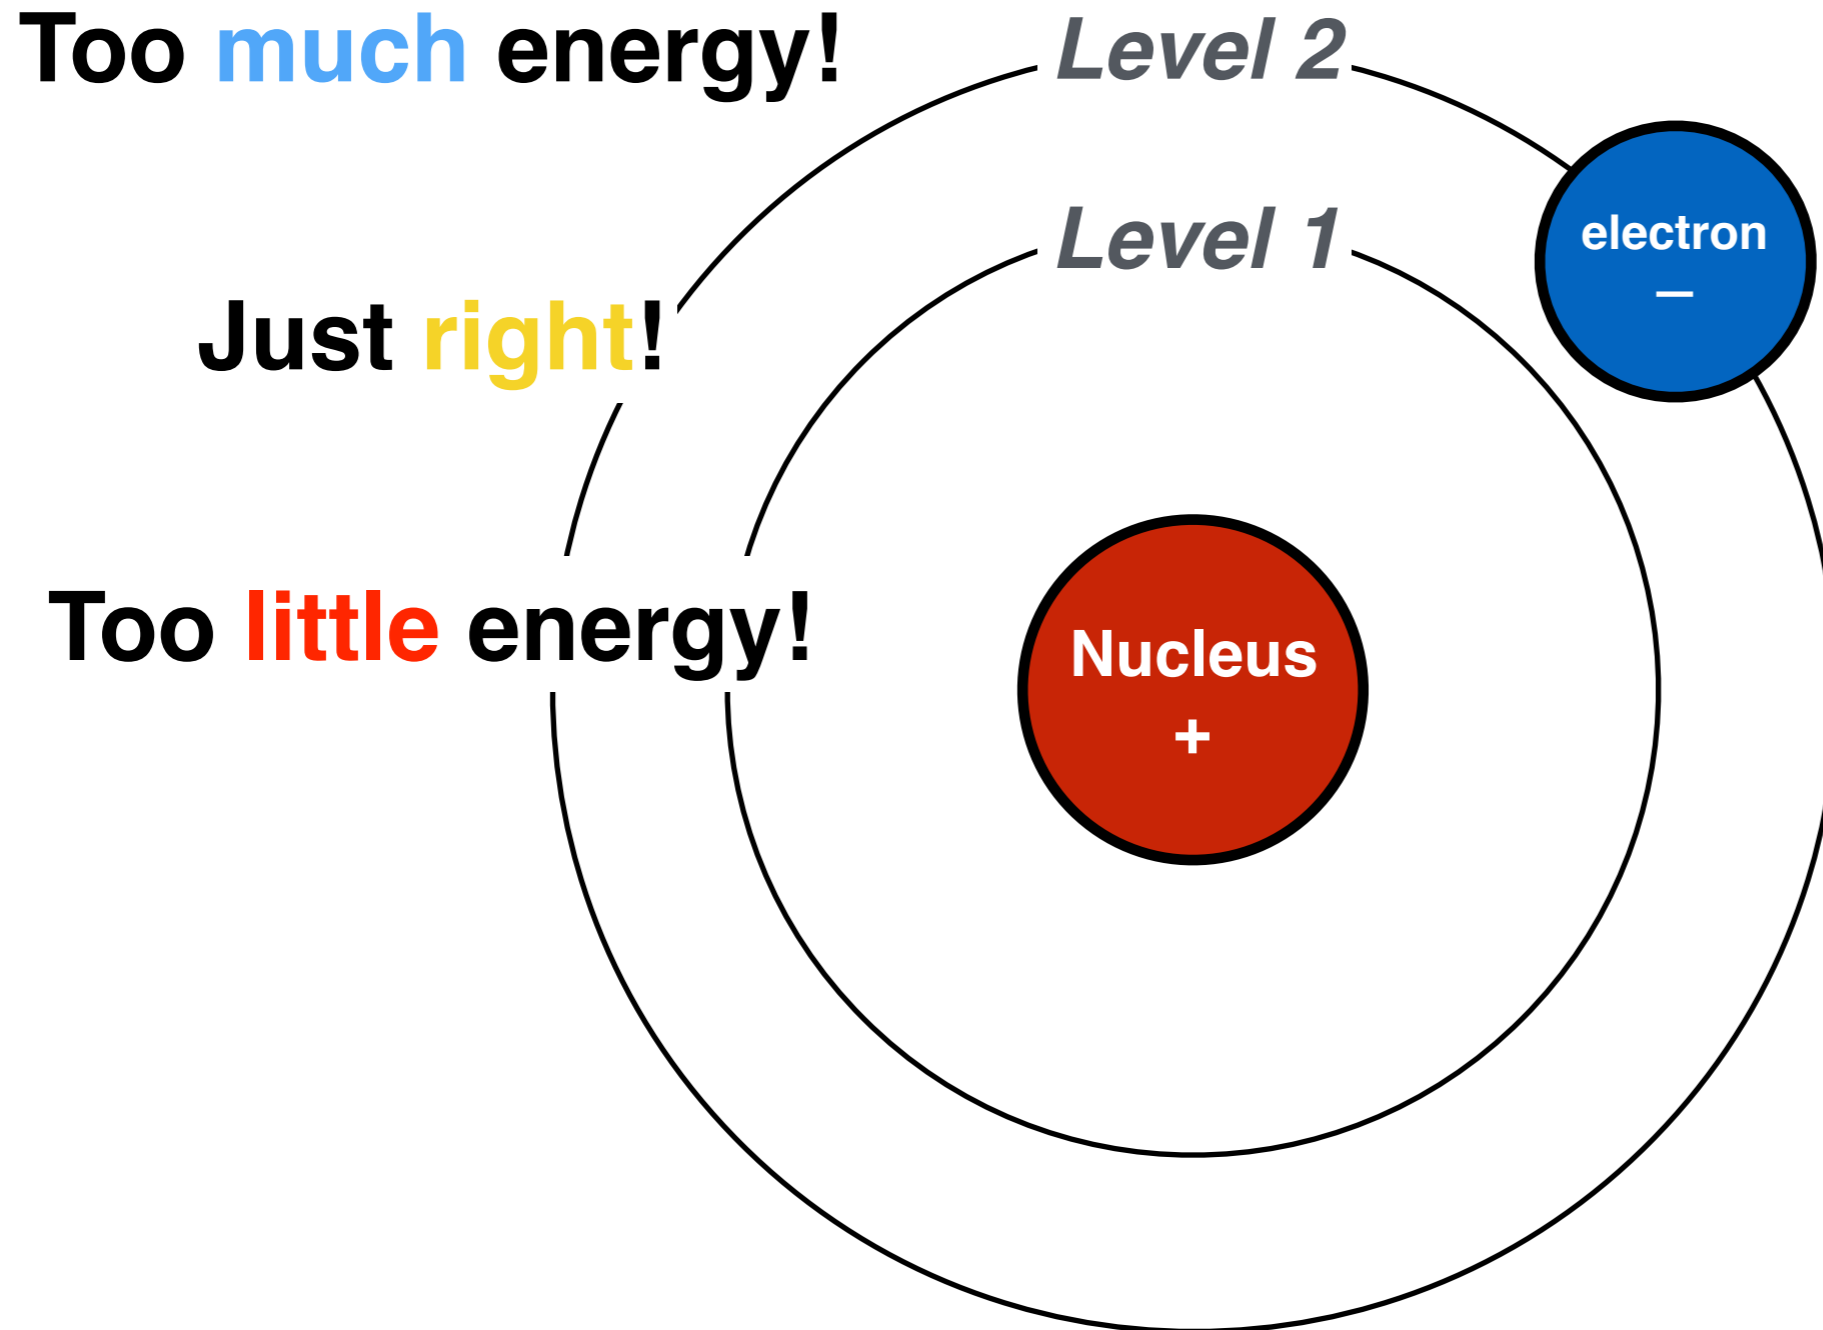 Too much energy!
Level 2
Level 1
electron
–
Just right!
Too little energy!
Nucleus
+